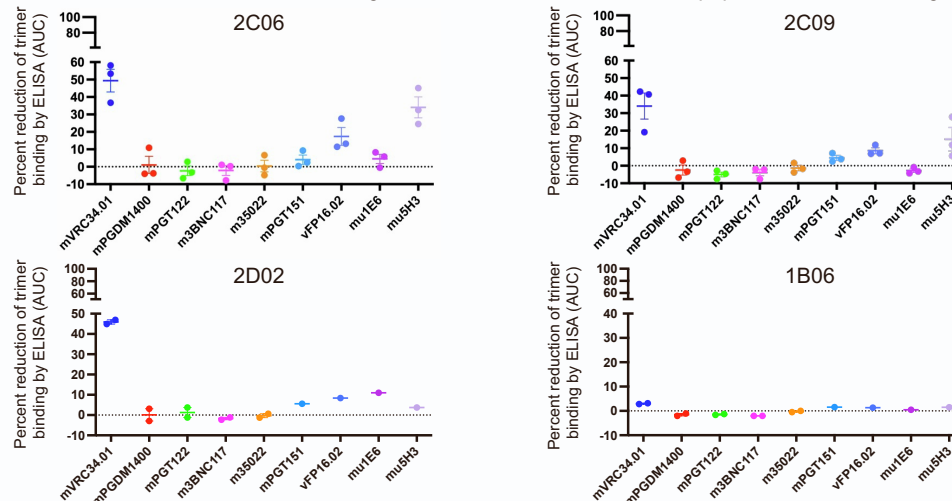 2C06
Percent reduction of trimer
binding by ELISA (AUC)
100
80
60
50
40
30
20
10
0
-10
mVRC34.01
mPGDM1400
mPGT122
m3BNC117
m35022
mPGT151
vFP16.02
mu1E6
mu5H3
2C09
Percent reduction of trimer
binding by ELISA (AUC)
100
80
60
50
40
30
20
10
0
-10
mVRC34.01
mPGDM1400
mPGT122
m3BNC117
m35022
mPGT151
vFP16.02
mu1E6
mu5H3
2D02
Percent reduction of trimer
binding by ELISA (AUC)
100
80
60
50
40
30
20
10
0
-10
mVRC34.01
mPGDM1400
mPGT122
m3BNC117
m35022
mPGT151
vFP16.02
mu1E6
mu5H3
1B06
Percent reduction of trimer
binding by ELISA (AUC)
100
80
60
40
30
20
10
0
-10
mVRC34.01
mPGDM1400
mPGT122
m3BNC117
m35022
mPGT151
vFP16.02
mu1E6
mu5H3